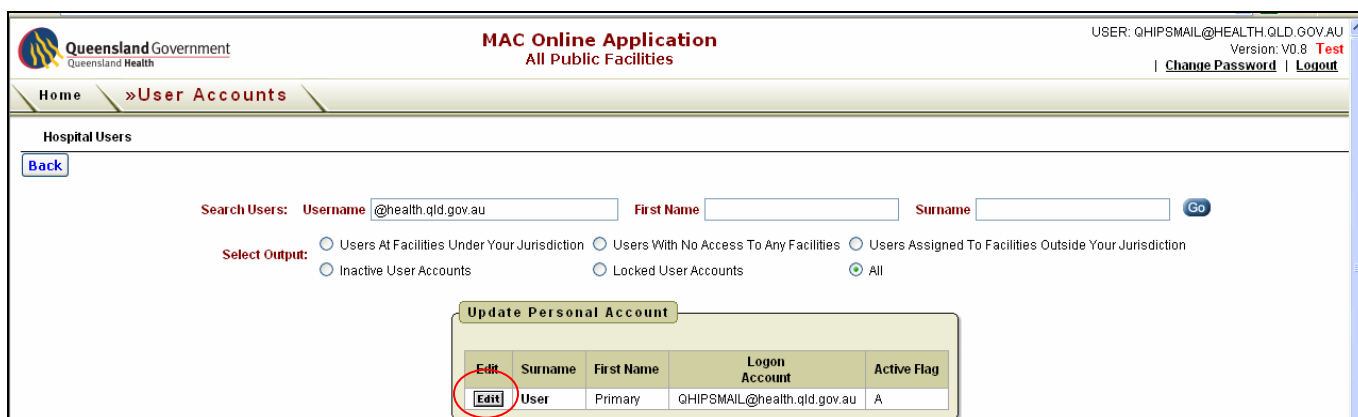 Queensland Government
Queensland Health
MAC Online Application
All Public Facilities
USER: QHIPSMAIL@HEALTH.QLD.GOV.AU
Version: V0.8 Test
| Change Password | Logout
Home »User Accounts
Hospital Users
Back
Search Users: Username @health.qld.gov.au First Name Surname Go
Select Output:
Users At Facilities Under Your Jurisdiction Users With No Access To Any Facilities Users Assigned To Facilities Outside Your Jurisdiction
Inactive User Accounts Locked User Accounts All
Update Personal Account
Edit Surname First Name Logon Account Active Flag
Edit User Primary QHIPSMAIL@health.qld.gov.au A